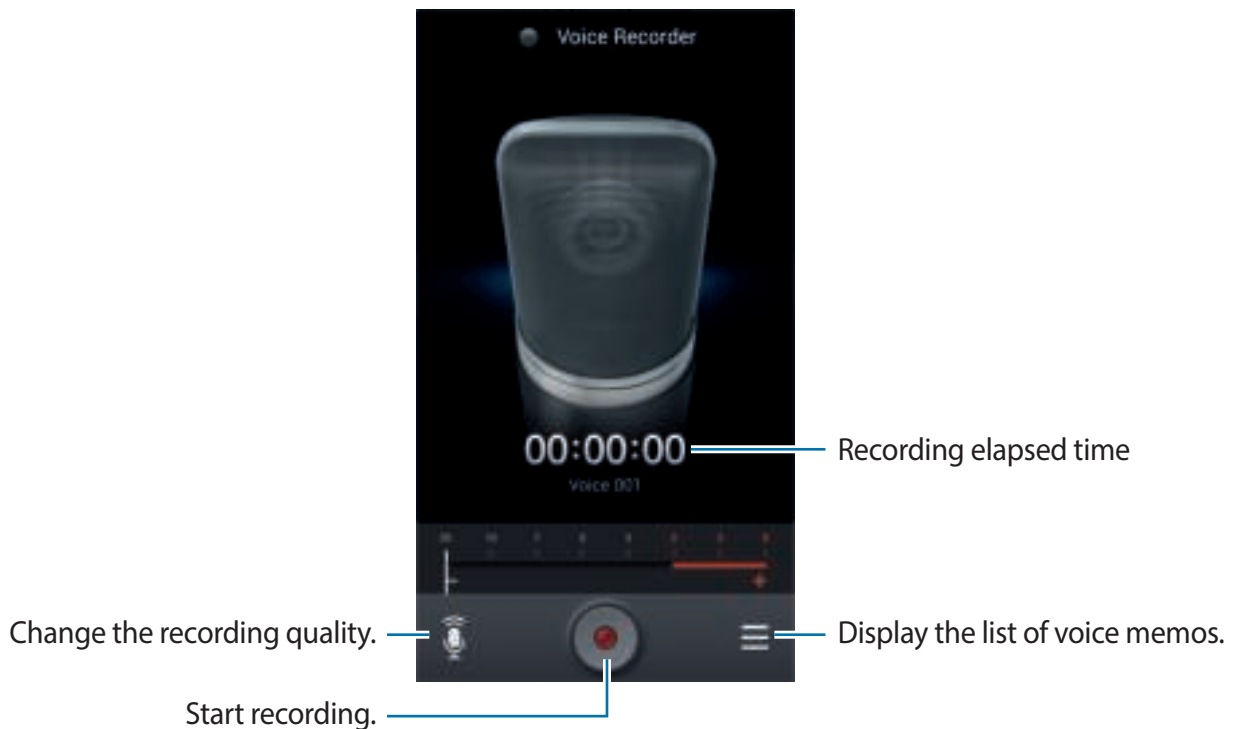 Voice Recorder
00:00:00
Recording elapsed time
Voice 001
Change the recording quality.
Display the list of voice memos.
Start recording.